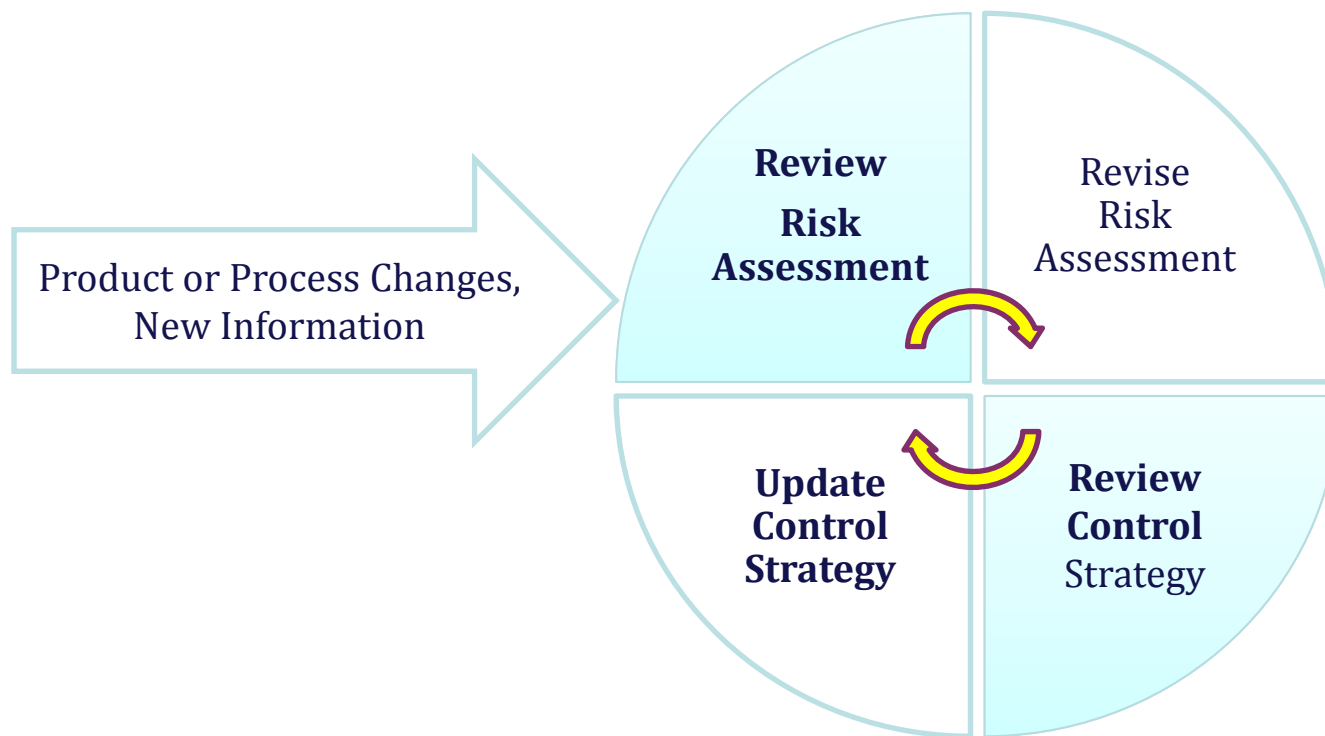 Product or Process Changes,
New Information
Review
Risk
Assessment
Revise
Risk
Assessment
Update
Control
Strategy
Review
Control
Strategy